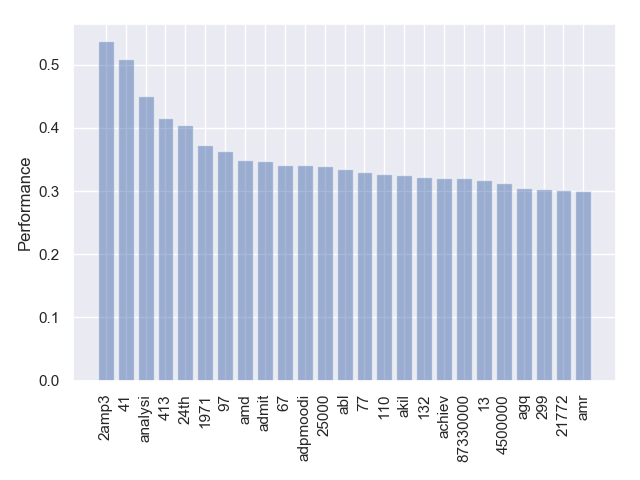 Performance
0.5
0.4
0.3
0.2
0.1
0.0
2amp3
41
analysi
413
24th
1971
97
amd
admit
67
adpmoodi
25000
abl
77
110
akil
132
achiev
87330000
13
4500000
agq
299
21772
amr